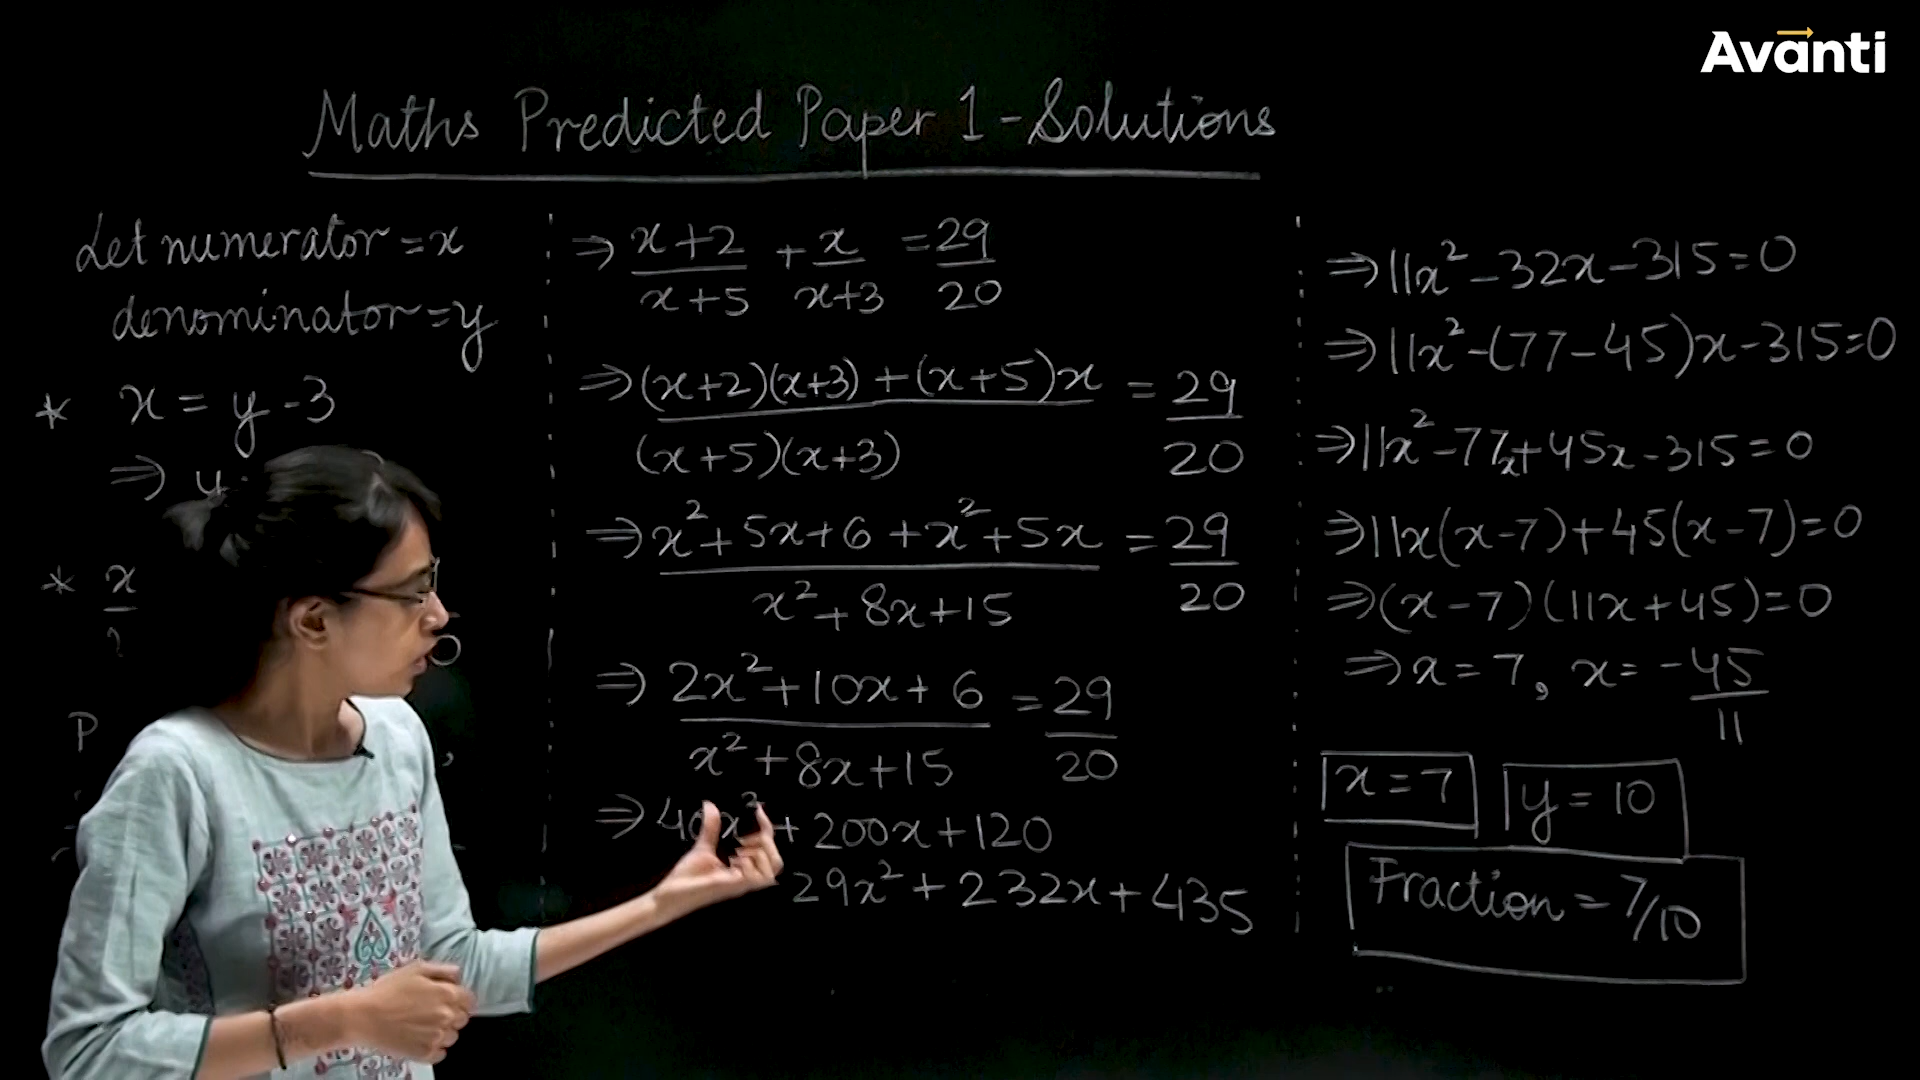 Avanti
Maths Predicted Paper 1 - Solutions
Let numerator = x
denominator = y
* x = y - 3
⇒ y
* x
P
⇒ x+2/x+5 + x/x+3 = 29/20
⇒ (x+2)(x+3) + (x+5)x / (x+5)(x+3) = 29/20
⇒ x² + 5x + 6 + x² + 5x / x² + 8x + 15 = 29/20
⇒ 2x² + 10x + 6 / x² + 8x + 15 = 29/20
⇒ 40x² + 200x + 120
29x² + 232x + 435
⇒ 11x² - 32x - 315 = 0
⇒ 11x² - (77 - 45)x - 315 = 0
⇒ 11x² - 77x + 45x - 315 = 0
⇒ 11x(x - 7) + 45(x - 7) = 0
⇒ (x - 7)(11x + 45) = 0
⇒ x = 7, x = -45/11
x = 7
y = 10
Fraction = 7/10